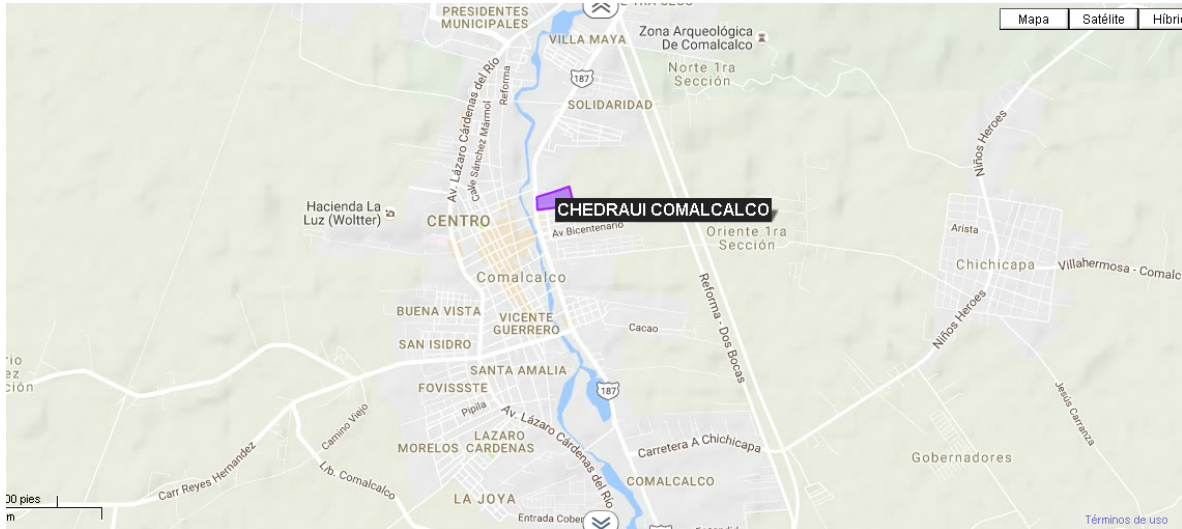 PRESIDENTES
MUNICIPALES
VILLA MAYA
Zona Arqueológica
De Comalcalco
Norte 1ra
Sección
Mapa
Satélite
187
SOLIDARIDAD
Av. Lázaro Cárdenas del Río
Reforma
Calle Sánchez Mármol
Niños Heroes
Hacienda La
Luz (Woltter)
CENTRO
CHEDRAUI COMALCALCO
Av Bicentenario
Oriente 1ra
Sección
Arista
Chichicapa
Villahermosa - Comalc
Comalcalco
Reforma - Dos Bocas
BUENA VISTA
VICENTE
GUERRERO
Cacao
Niños Heroes
SAN ISIDRO
SANTA AMALIA
FOVISSSTE
187
Pipila
Av. Lázaro Cárdenas del Río
Jesús Carranza
Camino Viejo
MORELOS
LAZARO
CARDENAS
Carretera A Chichicapa
Carr Reyes Hernandez
Lib. Comalcalco
COMALCALCO
Gobernadores
LA JOYA
00 pies
m
Términos de uso